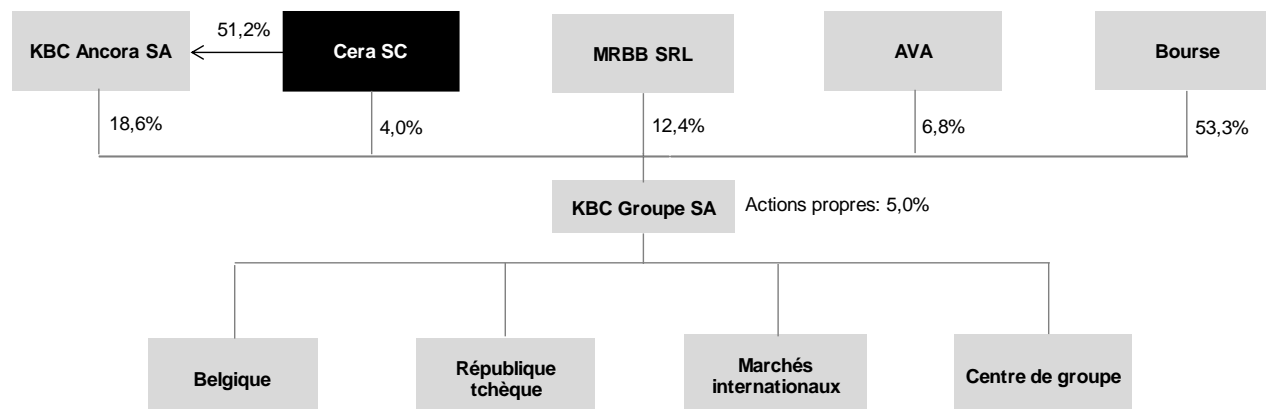 51,2%
KBC Ancora SA
Cera SC
MRBB SRL
AVA
Bourse
18,6%
4,0%
12,4%
6,8%
53,3%
KBC Groupe SA
Actions propres: 5,0%
Belgique
République
tchèque
Marchés
internationaux
Centre de groupe